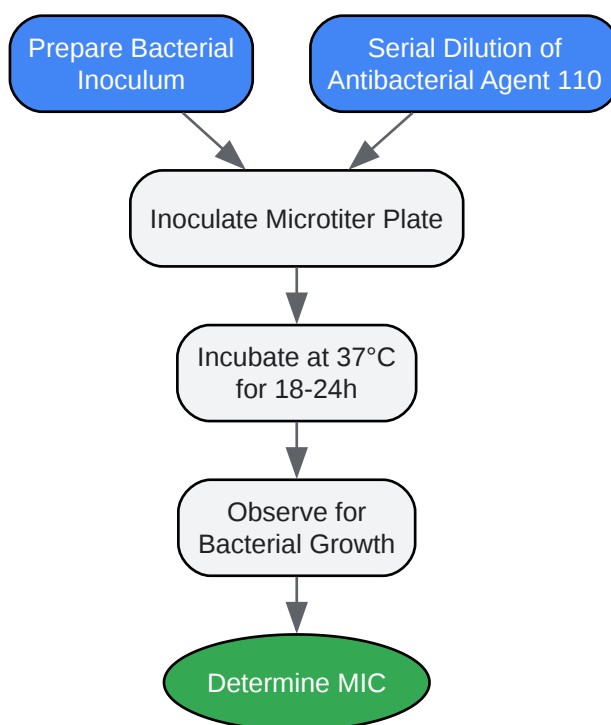 Prepare Bacterial
Inoculum
Serial Dilution of
Antibacterial Agent 110
Inoculate Microtiter Plate
Incubate at 37°C
for 18-24h
Observe for
Bacterial Growth
Determine MIC